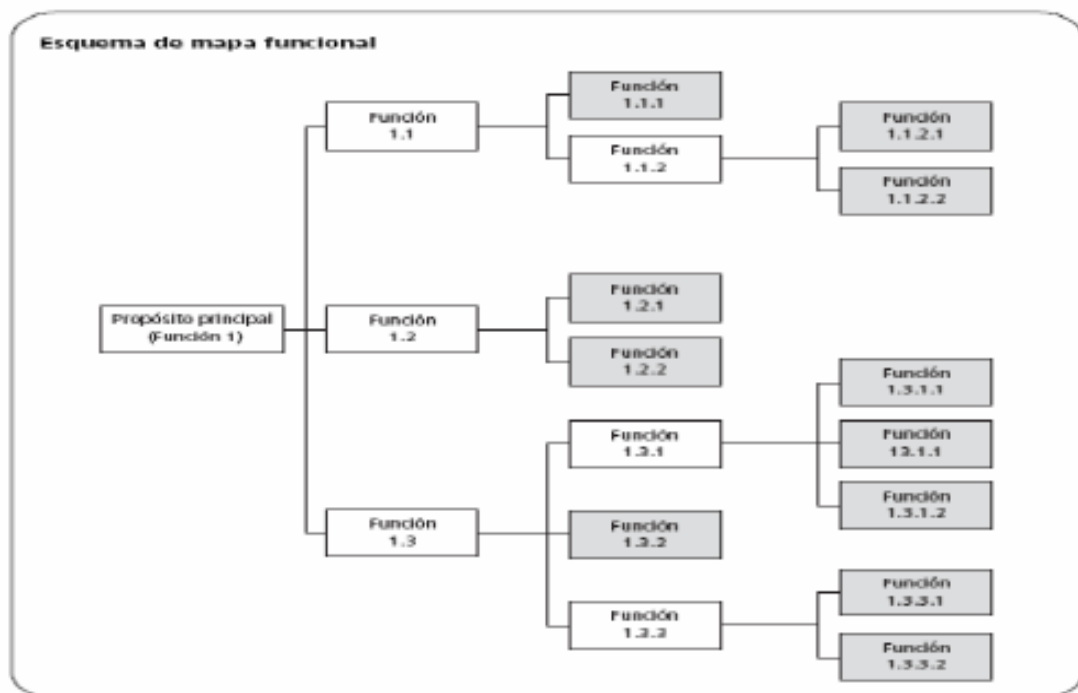 Esquema de mapa funcional
Función
1.1
Función
1.1.1
Función
1.1.2
Función
1.1.2.1
Función
1.1.2.2
Propósito principal
(Función 1)
Función
1.2
Función
1.2.1
Función
1.2.2
Función
1.3
Función
1.3.1
Función
1.3.1.1
Función
13.1.1
Función
1.3.1.2
Función
1.3.2
Función
1.3.3
Función
1.3.3.1
Función
1.3.3.2